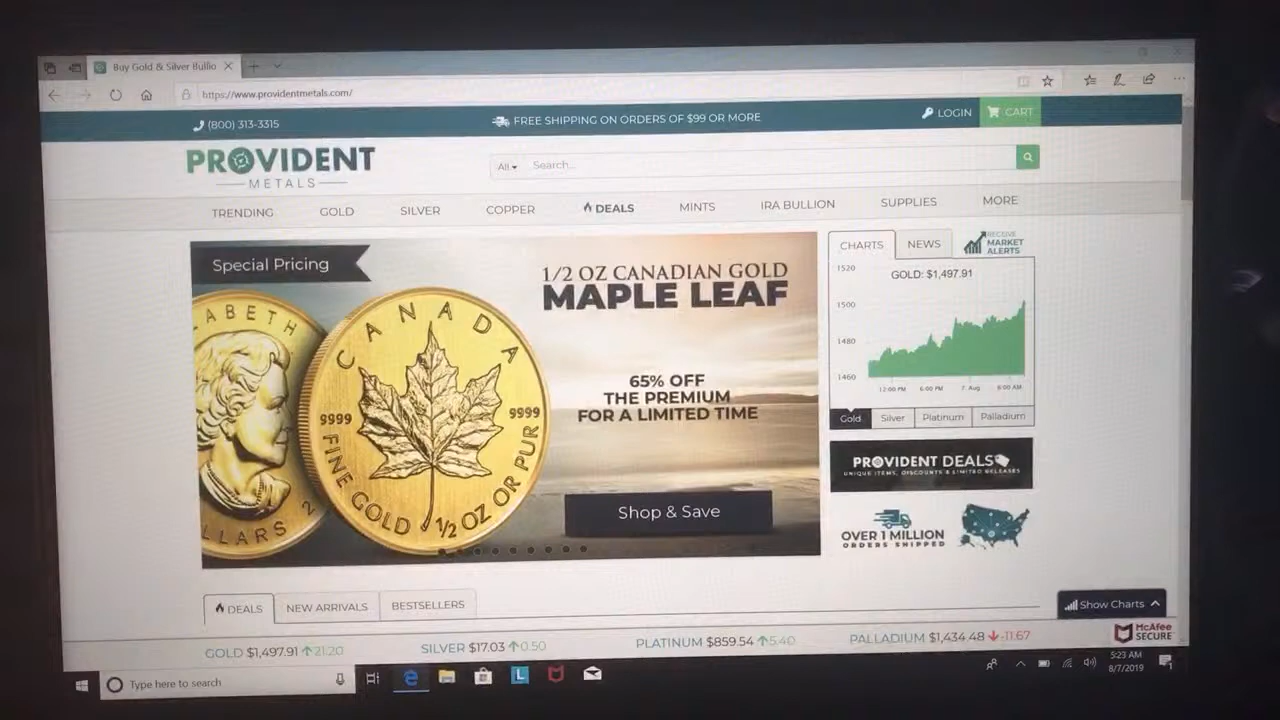 Buy Gold & Silver Bullio
https://www.providentmetals.com/
(800) 313-3315
FREE SHIPPING ON ORDERS OF $99 OR MORE
LOGIN
CART
PROVIDENT
METALS
All
Search...
TRENDING
GOLD
SILVER
COPPER
DEALS
MINTS
IRA BULLION
SUPPLIES
MORE
Special Pricing
1/2 OZ CANADIAN GOLD
MAPLE LEAF
65% OFF
THE PREMIUM
FOR A LIMITED TIME
Shop & Save
ABETH
LLARS 2
CANADA
9999
9999
FINE GOLD 1/2 OZ OR PUR
CHARTS
NEWS
RECEIVE
MARKET
ALERTS
GOLD: $1,497.91
1520
1500
1480
1460
12:00 PM
6:00 PM
7. Aug
6:00 AM
Gold
Silver
Platinum
Palladium
PROVIDENT DEALS
UNIQUE ITEMS, DISCOUNTS & LIMITED RELEASES
OVER 1 MILLION
ORDERS SHIPPED
DEALS
NEW ARRIVALS
BESTSELLERS
Show Charts
GOLD $1,497.91 21.20
SILVER $17.03 0.50
PLATINUM $859.54 5.40
PALLADIUM $1,434.48 -11.67
McAfee
SECURE
Type here to search
5:23 AM
8/7/2019